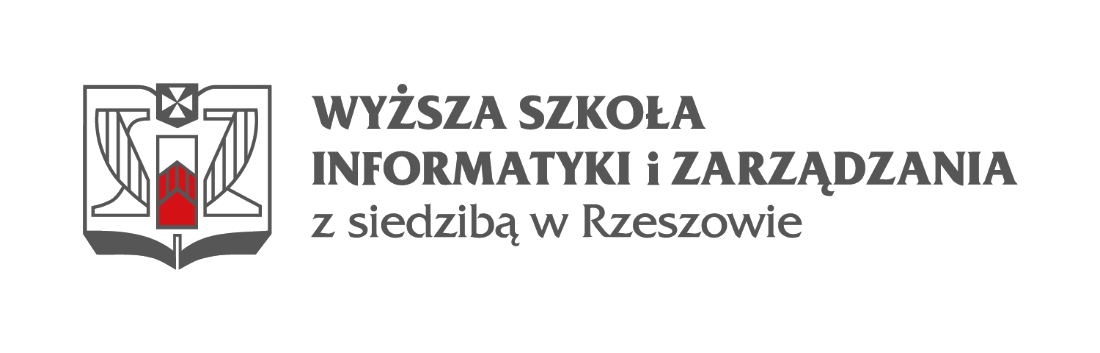 WYŻSZA SZKOŁA
INFORMATYKI i ZARZĄDZANIA
z siedzibą w Rzeszowie